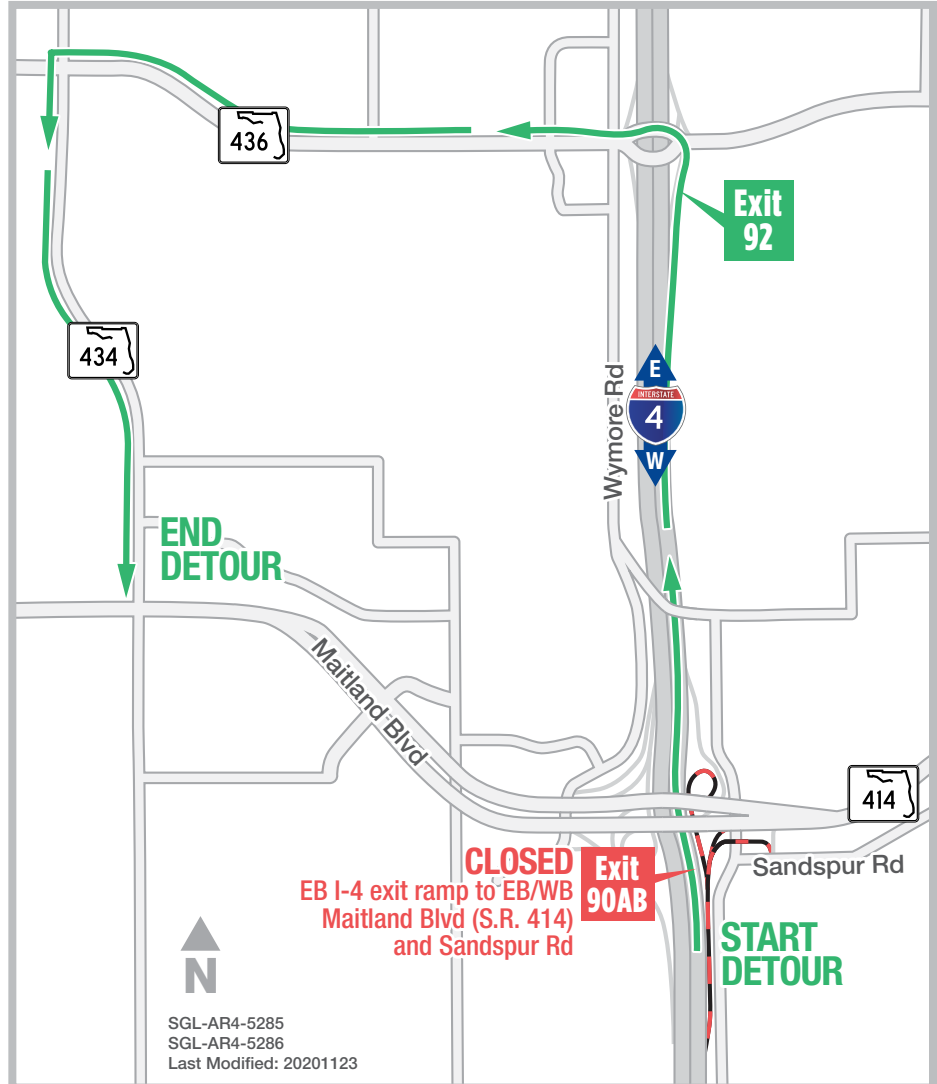 436
Exit
92
434
E
INTERSTATE
4
W
Wymore Rd
END
DETOUR
Maitland Blvd
414
CLOSED
EB I-4 exit ramp to EB/WB
Maitland Blvd (S.R. 414)
and Sandspur Rd
Exit
90AB
Sandspur Rd
START
DETOUR
N
SGL-AR4-5285
SGL-AR4-5286
Last Modified: 20201123